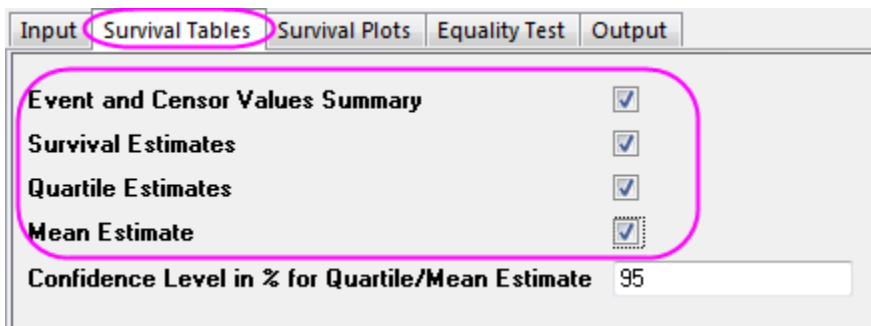 Input Survival Tables Survival Plots Equality Test Output
Event and Censor Values Summary
Survival Estimates
Quartile Estimates
Mean Estimate
Confidence Level in % for Quartile/Mean Estimate 95